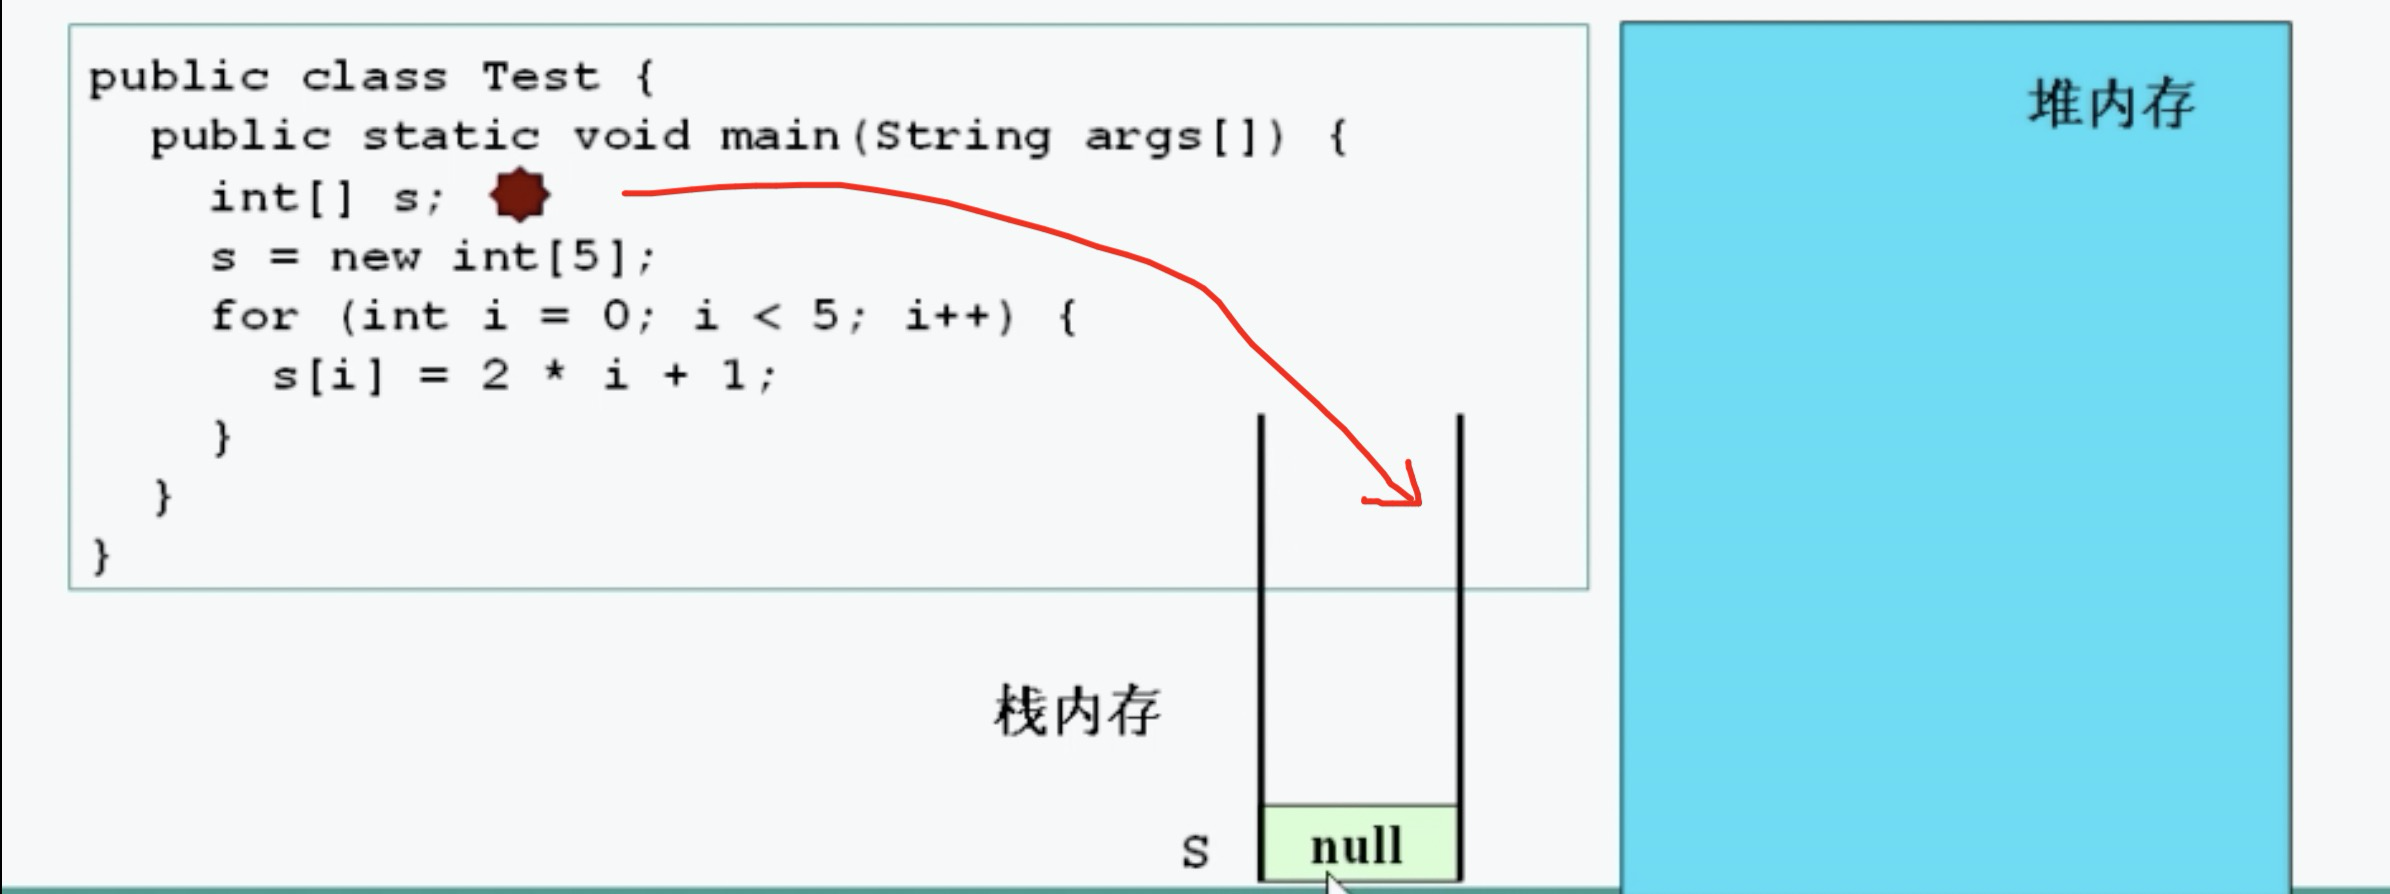 public class Test {
public static void main(String args[]) {
int[] s;
s = new int[5];
for (int i = 0; i < 5; i++) {
s[i] = 2 * i + 1;
}
}
}
堆内存
栈内存
S
null